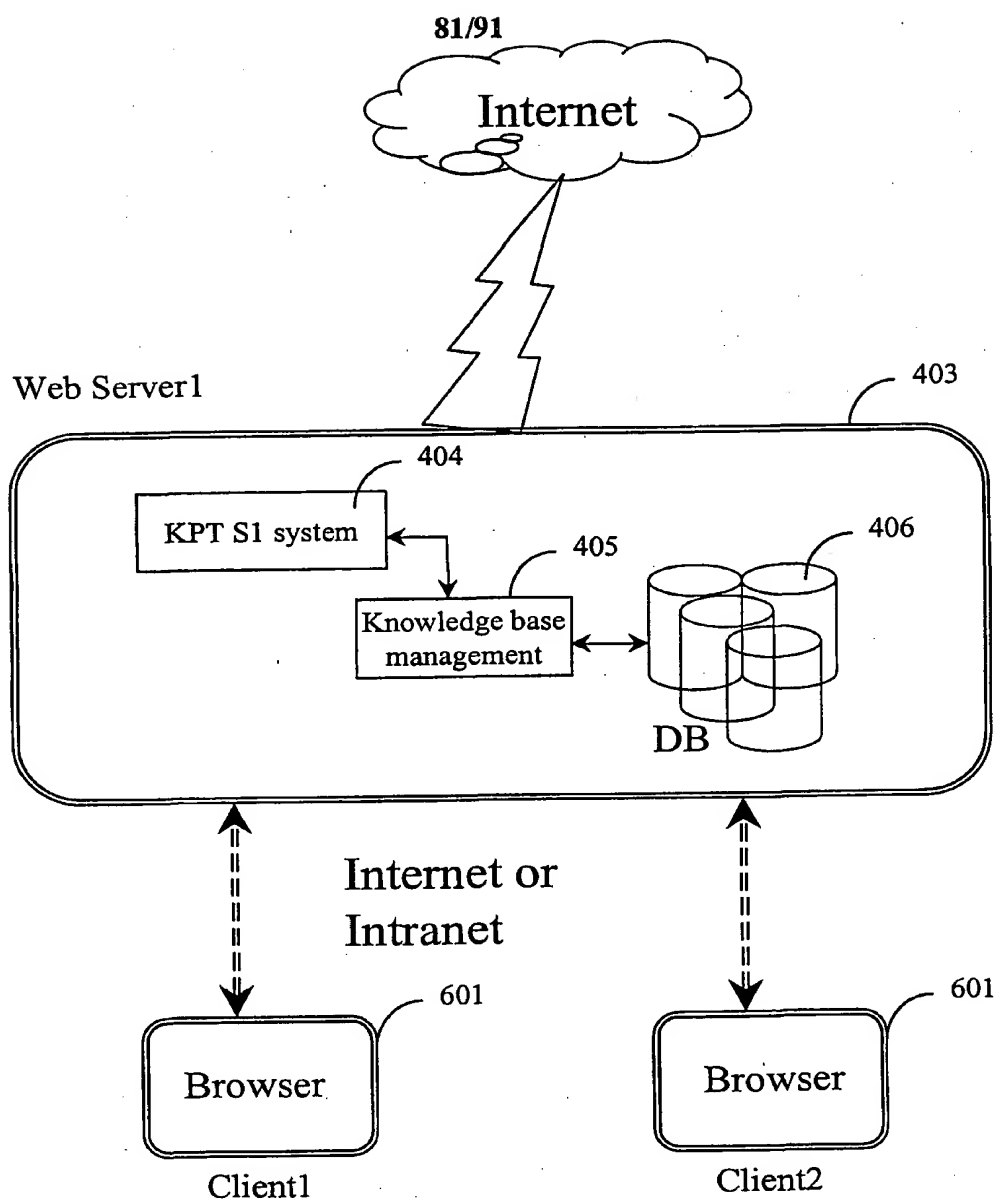 81/91
Internet
Web Server1
403
404
KPT S1 system
405
406
Knowledge base
management
DB
Internet or
Intranet
601
601
Browser
Browser
Client1
Client2